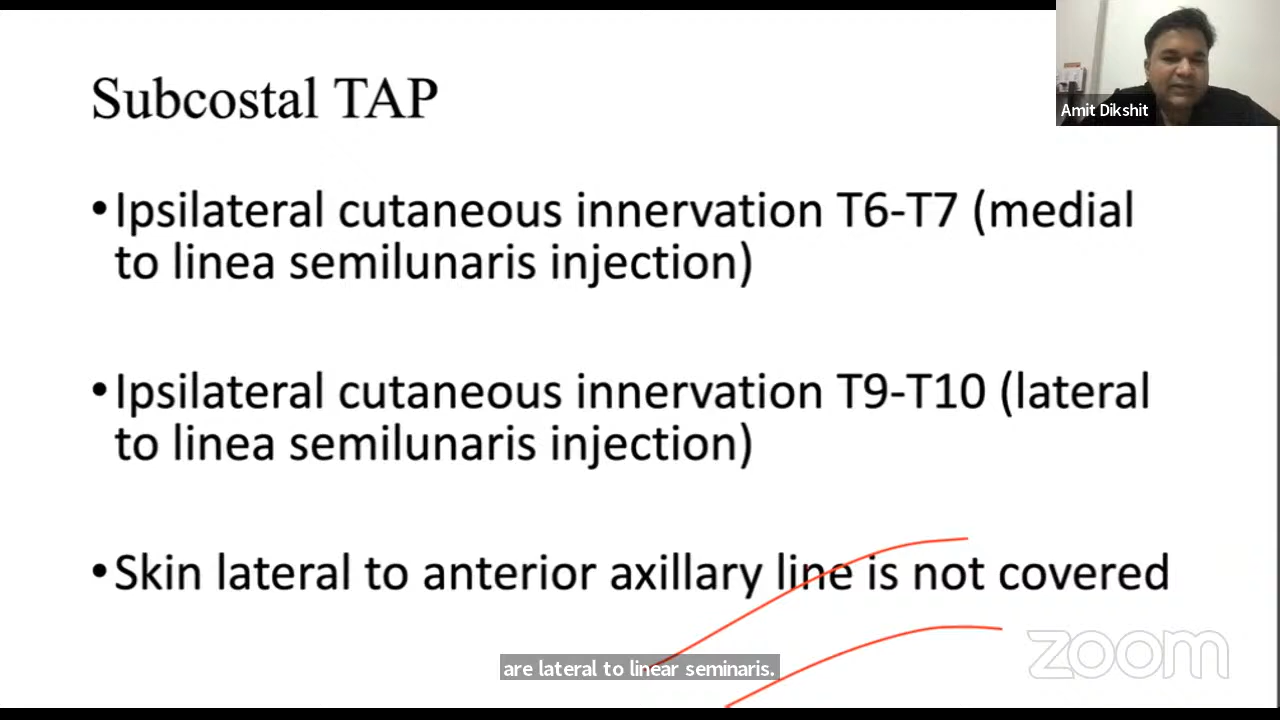 Subcostal TAP
Amit Dikshit
•Ipsilateral cutaneous innervation T6-T7 (medial
to linea semilunaris injection)
•Ipsilateral cutaneous innervation T9-T10 (lateral
to linea semilunaris injection)
•Skin lateral to anterior axillary line is not covered
zoom
are lateral to linear seminaris.